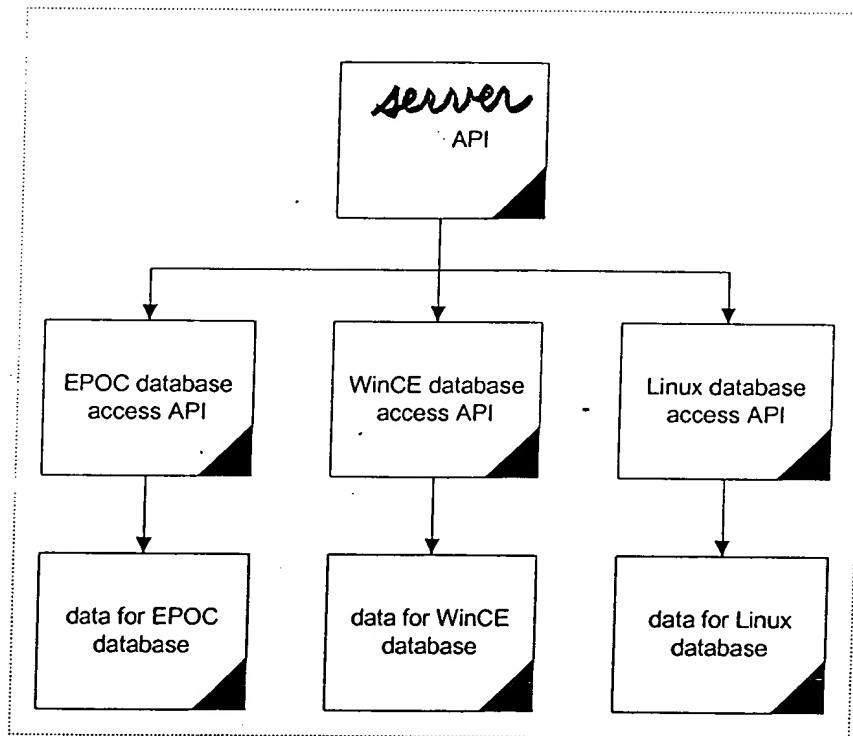 server
API
EPOC database
access API
WinCE database
access API
Linux database
access API
data for EPOC
database
data for WinCE
database
data for Linux
database